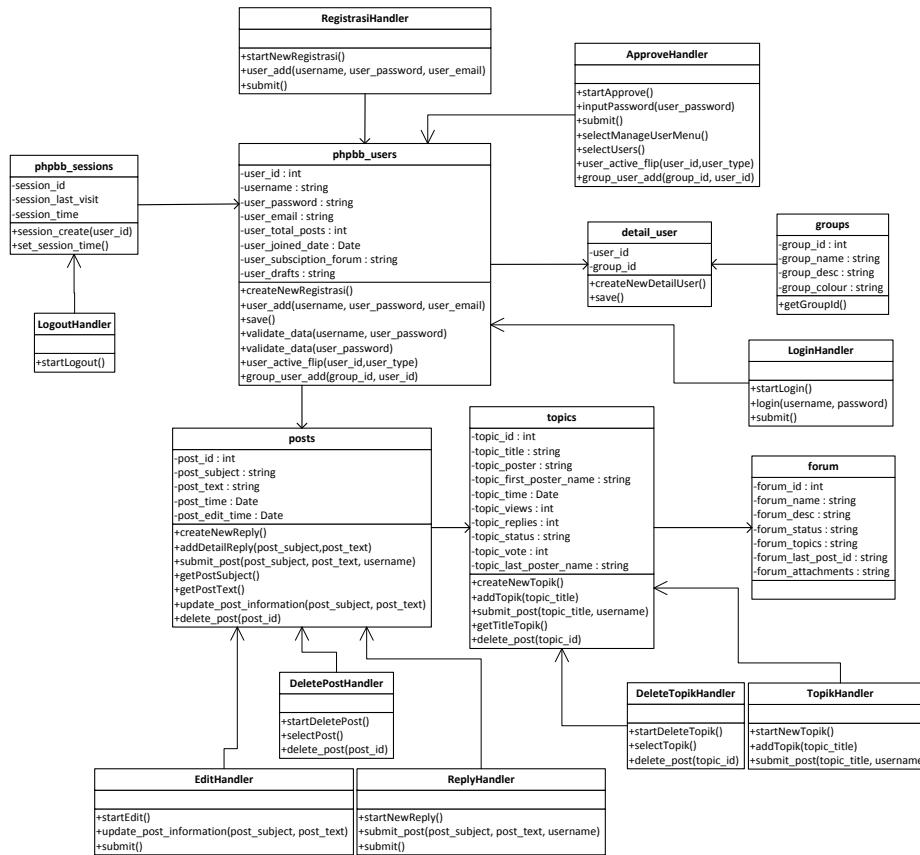 RegistrasiHandler
+startNewRegistrasi()
+user_add(username, user_password, user_email)
+submit()
ApproveHandler
+startApprove()
+inputPassword(user_password)
+submit()
+selectManageUserMenu()
+selectUsers()
+user_active_flip(user_id,user_type)
+group_user_add(group_id, user_id)
phpbb_sessions
-session_id
-session_last_visit
-session_time
+session_create(user_id)
+set_session_time()
phpbb_users
-user_id : int
-username : string
-user_password : string
-user_email : string
-user_total_posts : int
-user_joined_date : Date
-user_subsciption_forum : string
-user_drafts : string
+createNewRegistrasi()
+user_add(username, user_password, user_email)
+save()
+validate_data(username, user_password)
+validate_data(user_password)
+user_active_flip(user_id,user_type)
+group_user_add(group_id, user_id)
detail_user
-user_id
-group_id
+createNewDetailUser()
+save()
groups
-group_id : int
-group_name : string
-group_desc : string
-group_colour : string
+getGroupId()
LogoutHandler
+startLogout()
LoginHandler
+startLogin()
+login(username, password)
+submit()
posts
-post_id : int
-post_subject : string
-post_text : string
-post_time : Date
-post_edit_time : Date
+createNewReply()
+addDetailReply(post_subject,post_text)
+submit_post(post_subject, post_text, username)
+getPostSubject()
+getPostText()
+update_post_information(post_subject, post_text)
+delete_post(post_id)
topics
-topic_id : int
-topic_title : string
-topic_poster : string
-topic_first_poster_name : string
-topic_time : Date
-topic_views : int
-topic_replies : int
-topic_status : string
-topic_vote : int
-topic_last_poster_name : string
+createNewTopik()
+addTopik(topic_title)
+submit_post(topic_title, username)
+getTitleTopik()
+delete_post(topic_id)
forum
-forum_id : int
-forum_name : string
-forum_desc : string
-forum_status : string
-forum_topics : string
-forum_last_post_id : string
-forum_attachments : string
DeletePostHandler
+startDeletePost()
+selectPost()
+delete_post(post_id)
DeleteTopikHandler
+startDeleteTopik()
+selectTopik()
+delete_post(topic_id)
TopikHandler
+startNewTopik()
+addTopik(topic_title)
+submit_post(topic_title, username
EditHandler
+startEdit()
+update_post_information(post_subject, post_text)
+submit()
ReplyHandler
+startNewReply()
+submit_post(post_subject, post_text, username)
+submit()